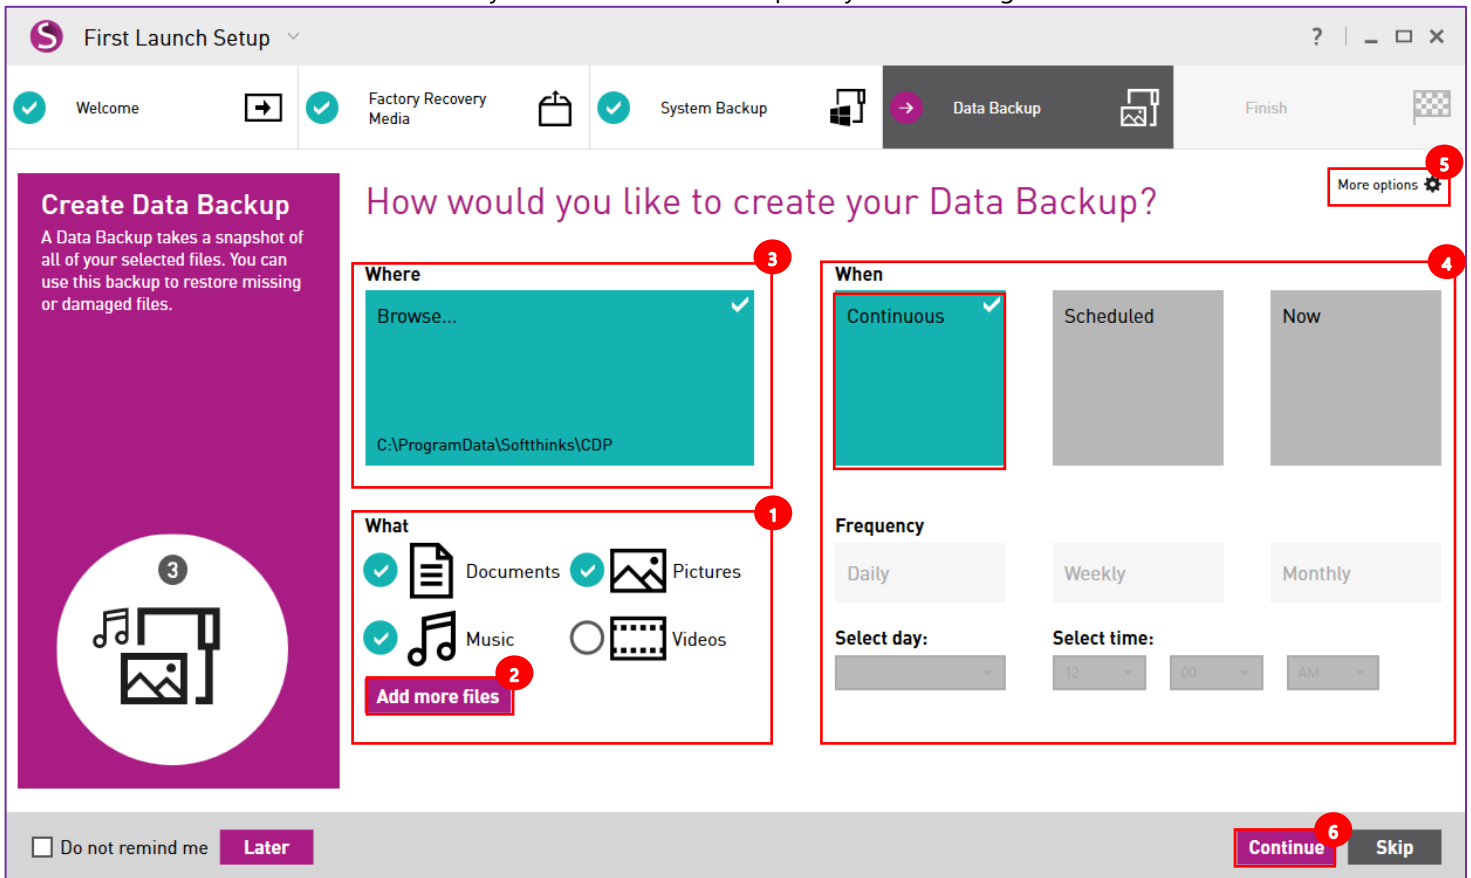 First Launch Setup
?
Welcome
Factory Recovery
Media
System Backup
Data Backup
Finish
5
More options
Create Data Backup
A Data Backup takes a snapshot of
all of your selected files. You can
use this backup to restore missing
or damaged files.
3
How would you like to create your Data Backup?
3
Where
Browse...
C:\ProgramData\Softthinks\CDP
1
What
Documents
Pictures
Music
Videos
2
Add more files
4
When
Continuous
Scheduled
Now
Frequency
Daily
Weekly
Monthly
Select day:
Select time:
12
00
AM
Do not remind me
Later
6
Continue
Skip